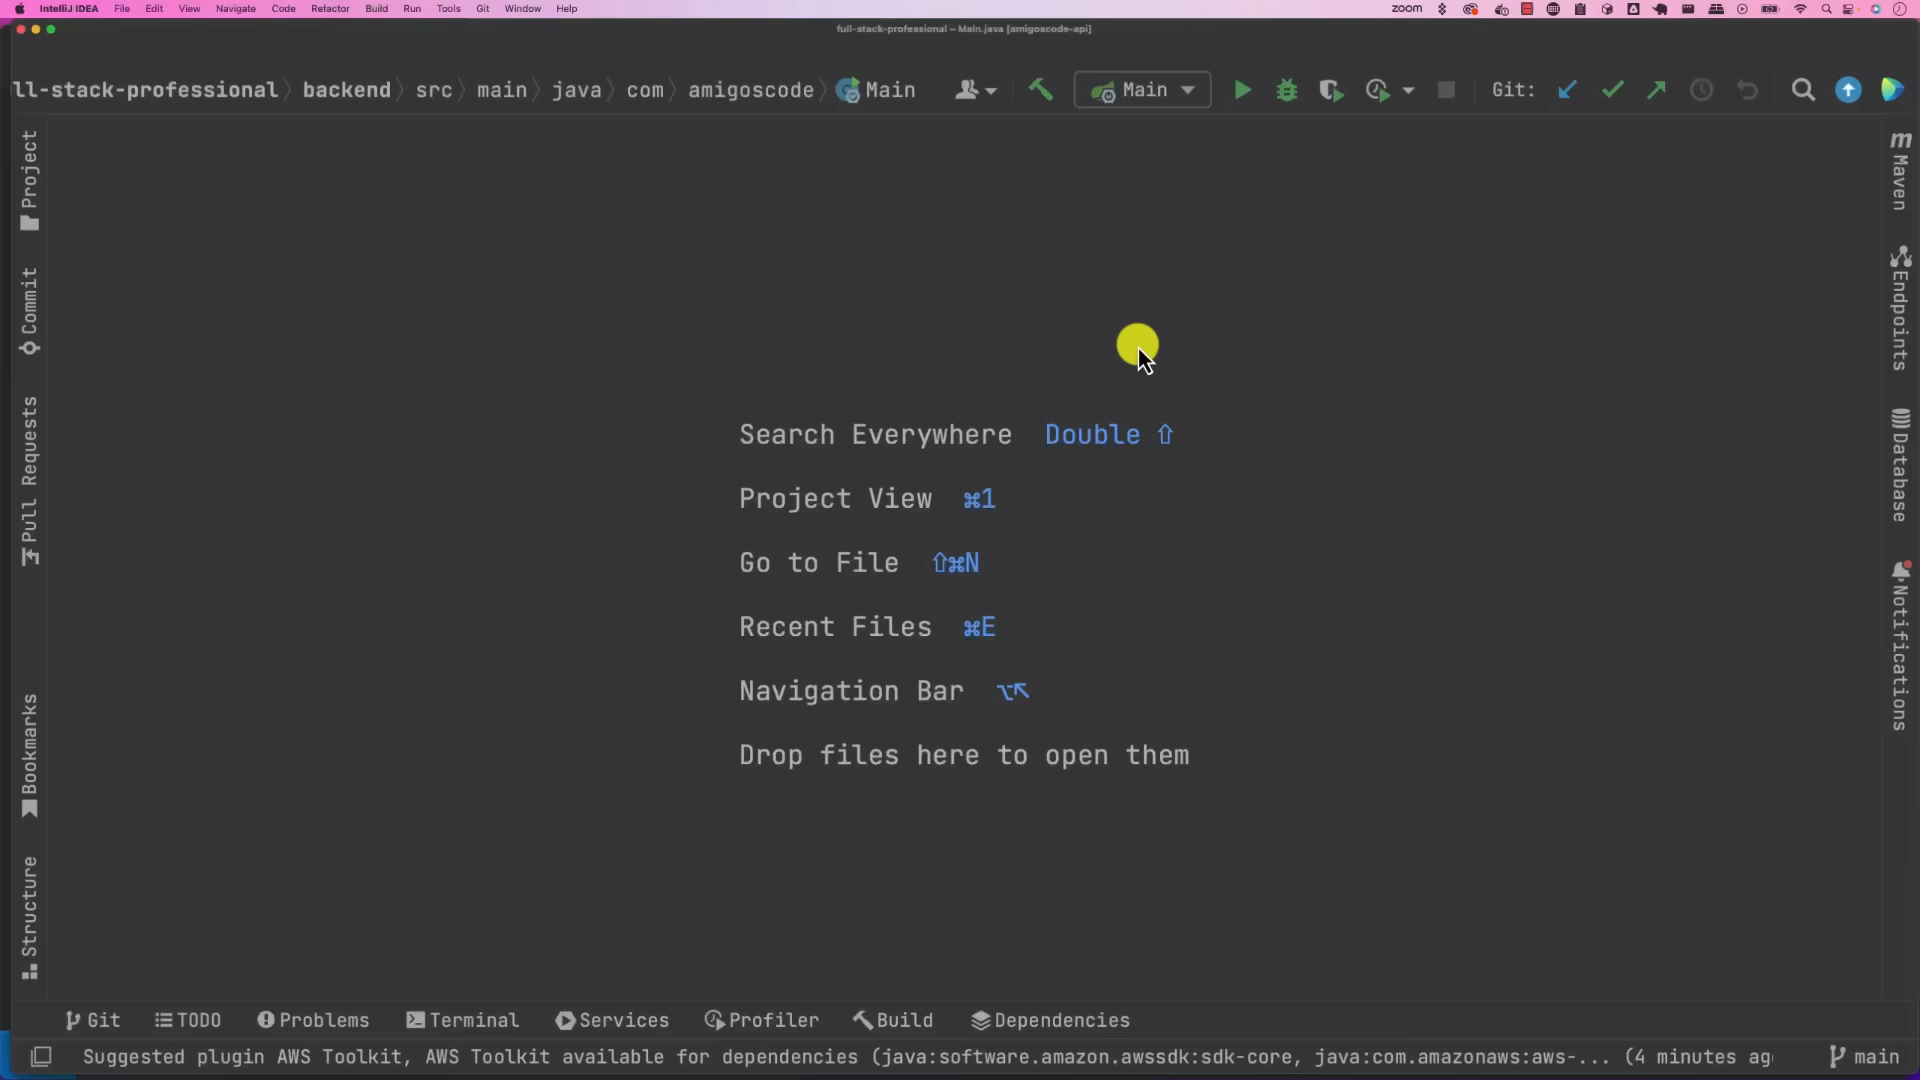 IntelliJ IDEA File Edit View Navigate Code Refactor Build Run Tools Git Window Help zoom
full-stack-professional – Main.java [amigoscode-api]
ll-stack-professional backend src main java com amigoscode Main Main Git:
Project
Commit
Pull Requests
Bookmarks
Structure
Search Everywhere Double ⇧
Project View ⌘1
Go to File ⇧⌘N
Recent Files ⌘E
Navigation Bar ⌥↖
Drop files here to open them
Maven
Endpoints
Database
Notifications
Git TODO Problems Terminal Services Profiler Build Dependencies
Suggested plugin AWS Toolkit, AWS Toolkit available for dependencies (java:software.amazon.awssdk:sdk-core, java:com.amazonaws:aws-... (4 minutes ag main